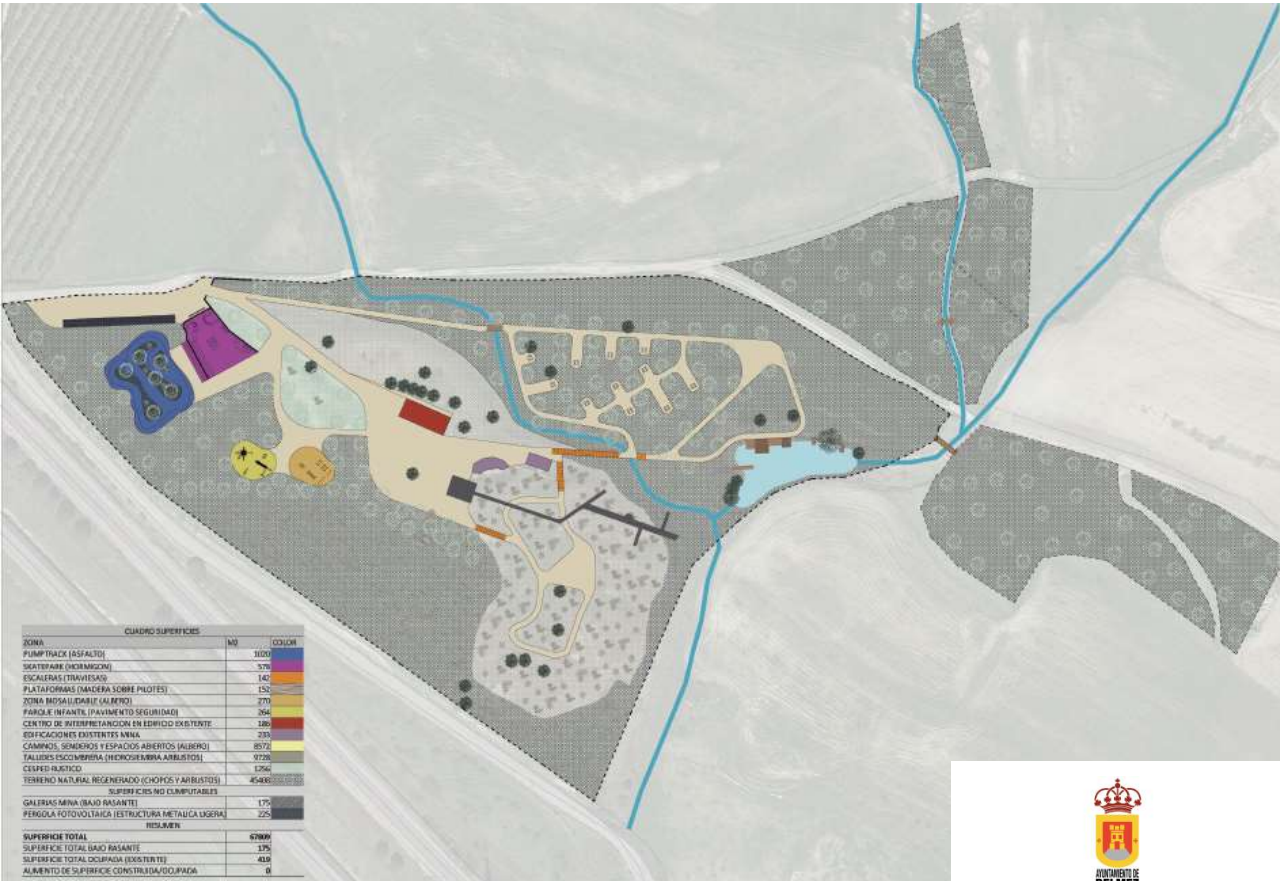 CUADRO SUPERFICIES
ZONA M2 COLOR
PUMPTRACK (ASFALTO) 1020
SKATEPARK (HORMIGON) 578
ESCALERAS (TRAVIESAS) 142
PLATAFORMAS (MADERA SOBRE PILOTES) 152
ZONA BIOSALUDABLE (ALBERO) 270
PARQUE INFANTIL (PAVIMENTO SEGURIDAD) 264
CENTRO DE INTERPRETANCION EN EDIFICIO EXISTENTE 186
EDIFICACIONES EXISTENTES MINA 233
CAMINOS, SENDEROS Y ESPACIOS ABIERTOS (ALBERO) 8572
TALUDES ESCOMBRERA (HIDROSIEMBRA ARBUSTOS) 9728
CESPED RUSTICO 1256
TERRENO NATURAL REGENERADO (CHOPOS Y ARBUSTOS) 45408
SUPERFICIES NO COMPUTABLES
GALERIAS MINA (BAJO RASANTE) 175
PERGOLA FOTOVOLTAICA (ESTRUCTURA METALICA LIGERA) 225
RESUMEN
SUPERFICIE TOTAL 67809
SUPERFICIE TOTAL BAJO RASANTE 175
SUPERFICIE TOTAL OCUPADA (EXISTENTE) 419
AUMENTO DE SUPERFICIE CONSTRUIDA/OCUPADA 0
AYUNTAMIENTO DE
BELMEZ